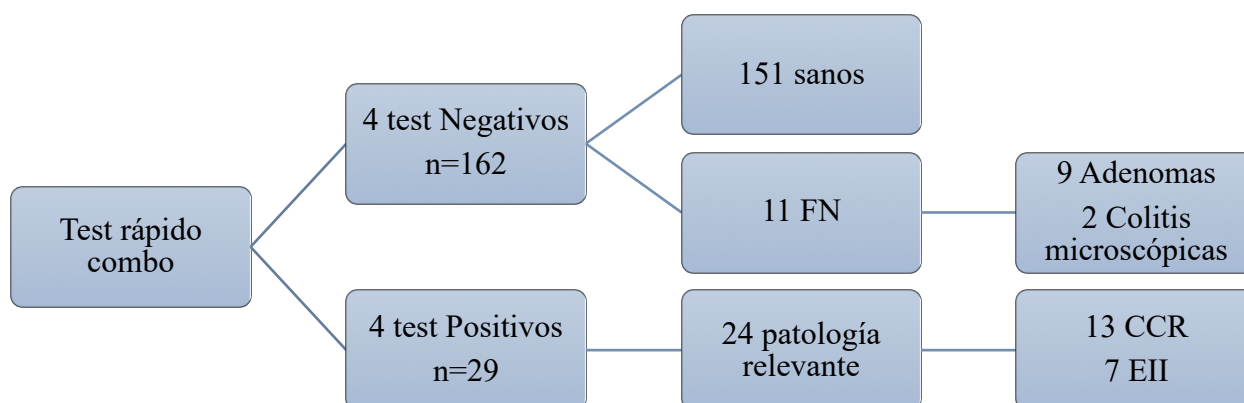 151 sanos
4 test Negativos
n=162
11 FN
9 Adenomas
2 Colitis
microscópicas
Test rápido
combo
4 test Positivos
n=29
24 patología
relevante
13 CCR
7 EII